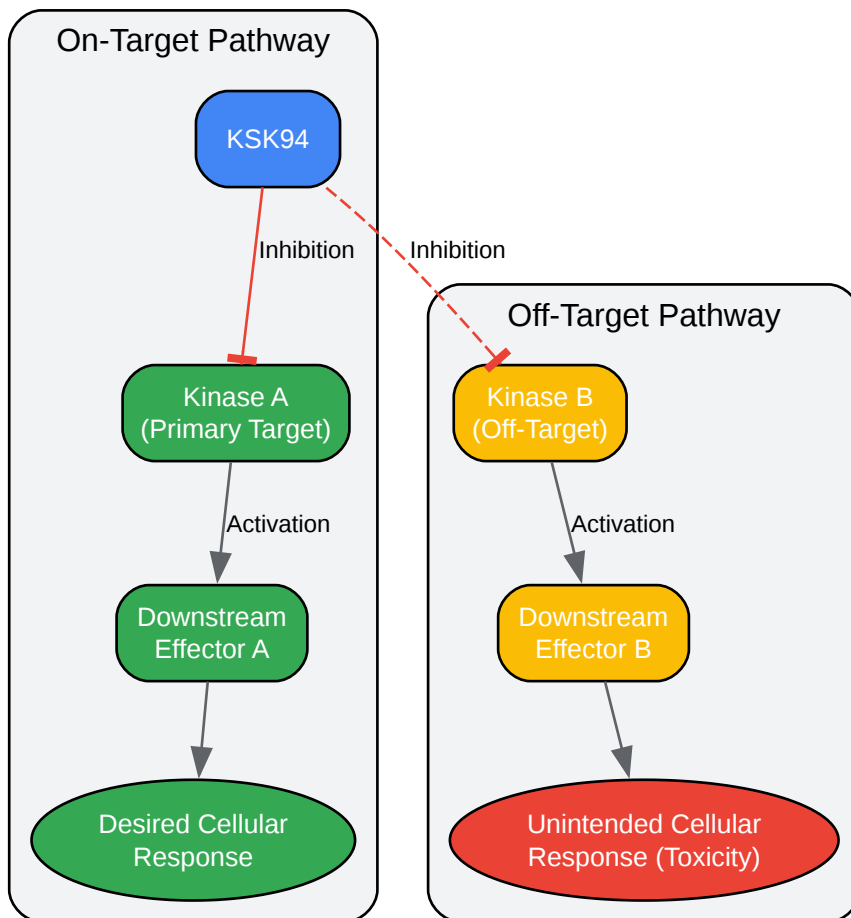 On-Target Pathway
KSK94
Inhibition
Inhibition
Off-Target Pathway
Kinase A
(Primary Target)
Kinase B
(Off-Target)
Activation
Activation
Downstream
Effector A
Downstream
Effector B
Desired Cellular
Response
Unintended Cellular
Response (Toxicity)